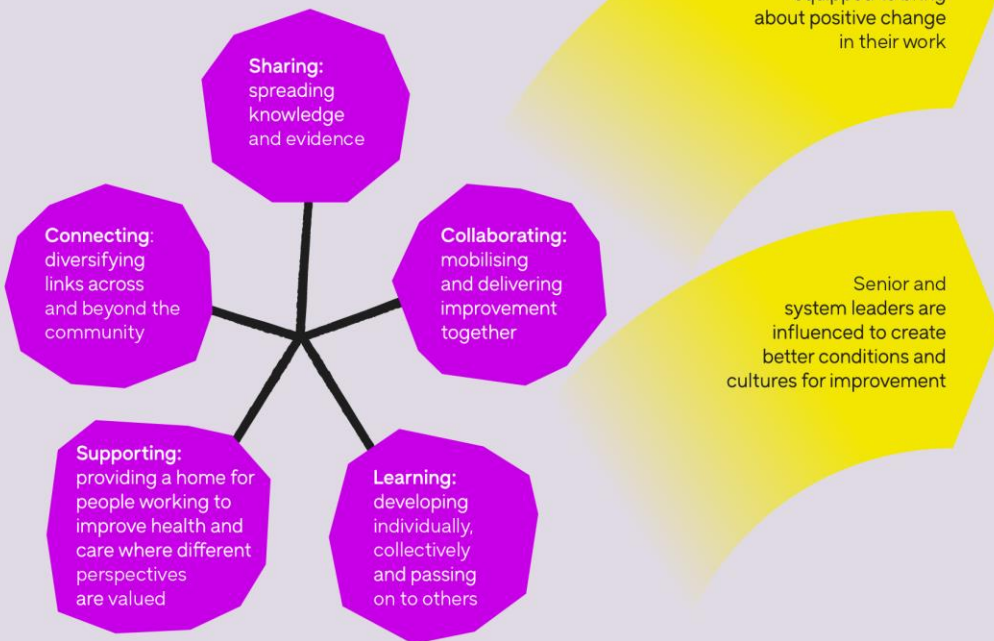 about positive change
in their work
Sharing:
spreading
knowledge
and evidence
Connecting:
diversifying
links across
and beyond the
community
Collaborating:
mobilising
and delivering
improvement
together
Senior and
system leaders are
influenced to create
better conditions and
cultures for improvement
Supporting:
providing a home for
people working to
improve health and
care where different
perspectives
are valued
Learning:
developing
individually,
collectively
and passing
on to others